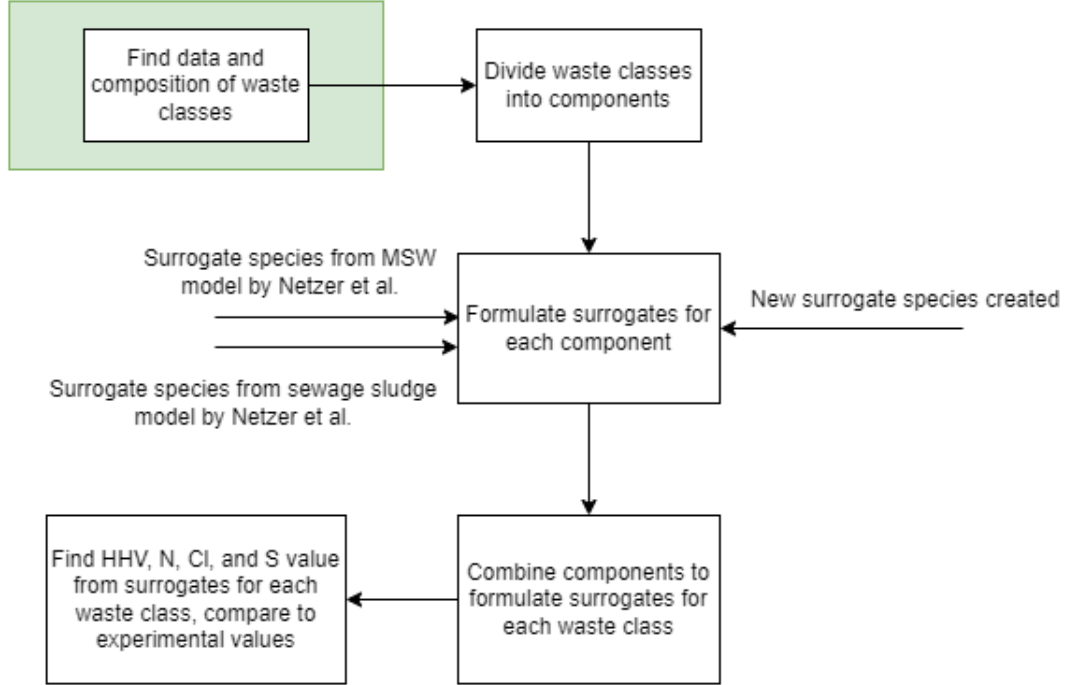 Find data and
composition of waste
classes
Divide waste classes
into components
Surrogate species from MSW
model by Netzer et al.
Formulate surrogates for
each component
New surrogate species created
Surrogate species from sewage sludge
model by Netzer et al.
Find HHV, N, Cl, and S value
from surrogates for each
waste class, compare to
experimental values
Combine components to
formulate surrogates for
each waste class